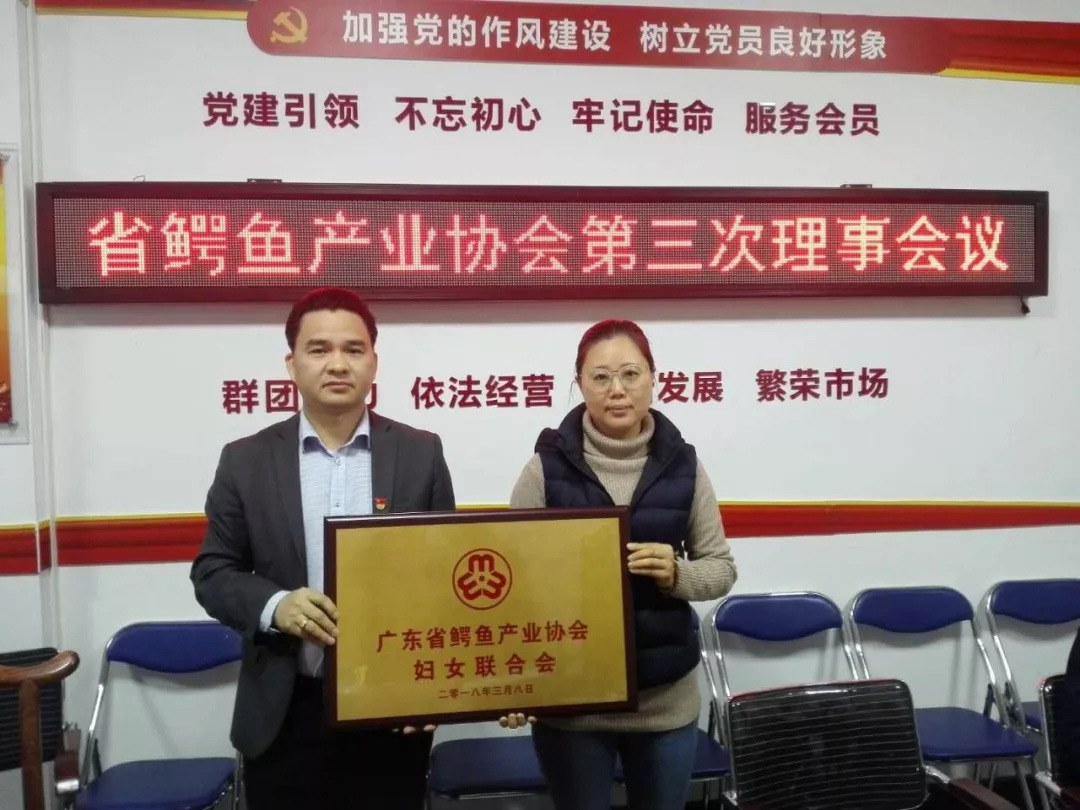 加强党的作风建设 树立党员良好形象
党建引领 不忘初心 牢记使命 服务会员
省鳄鱼产业协会第三次理事会议
群团 依法经营 发展 繁荣市场
广东省鳄鱼产业协会
妇女联合会
二零一八年三月八日